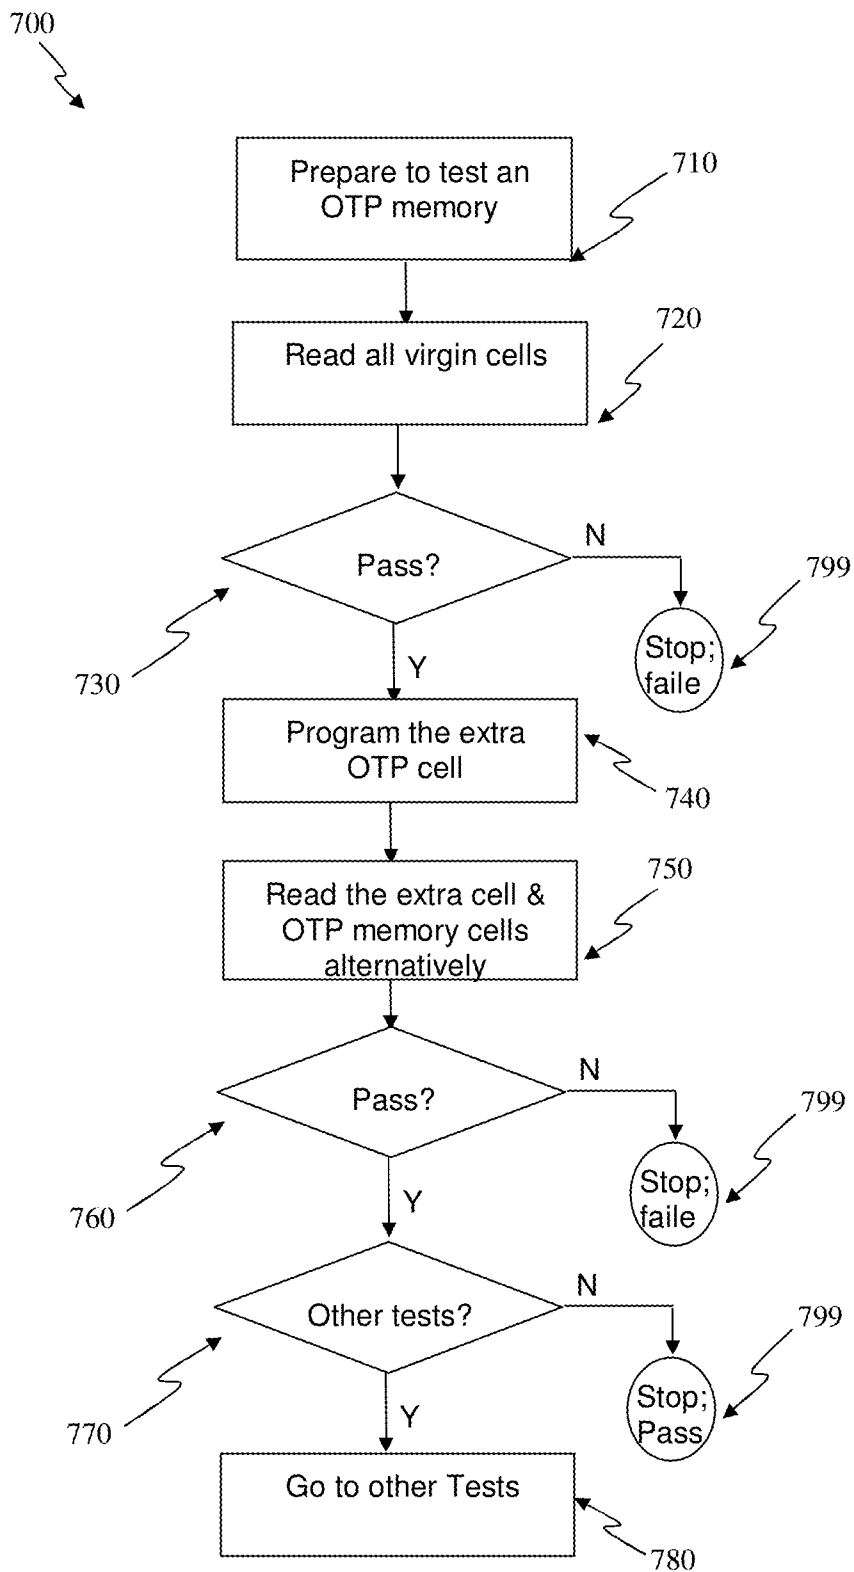 700
Prepare to test an
OTP memory
710
Read all virgin cells
720
Pass?
N
730
Y
Stop;
faile
799
Program the extra
OTP cell
740
Read the extra cell &
OTP memory cells
alternatively
750
Pass?
N
760
Y
Stop;
faile
799
Other tests?
N
770
Y
Stop;
Pass
799
Go to other Tests
780